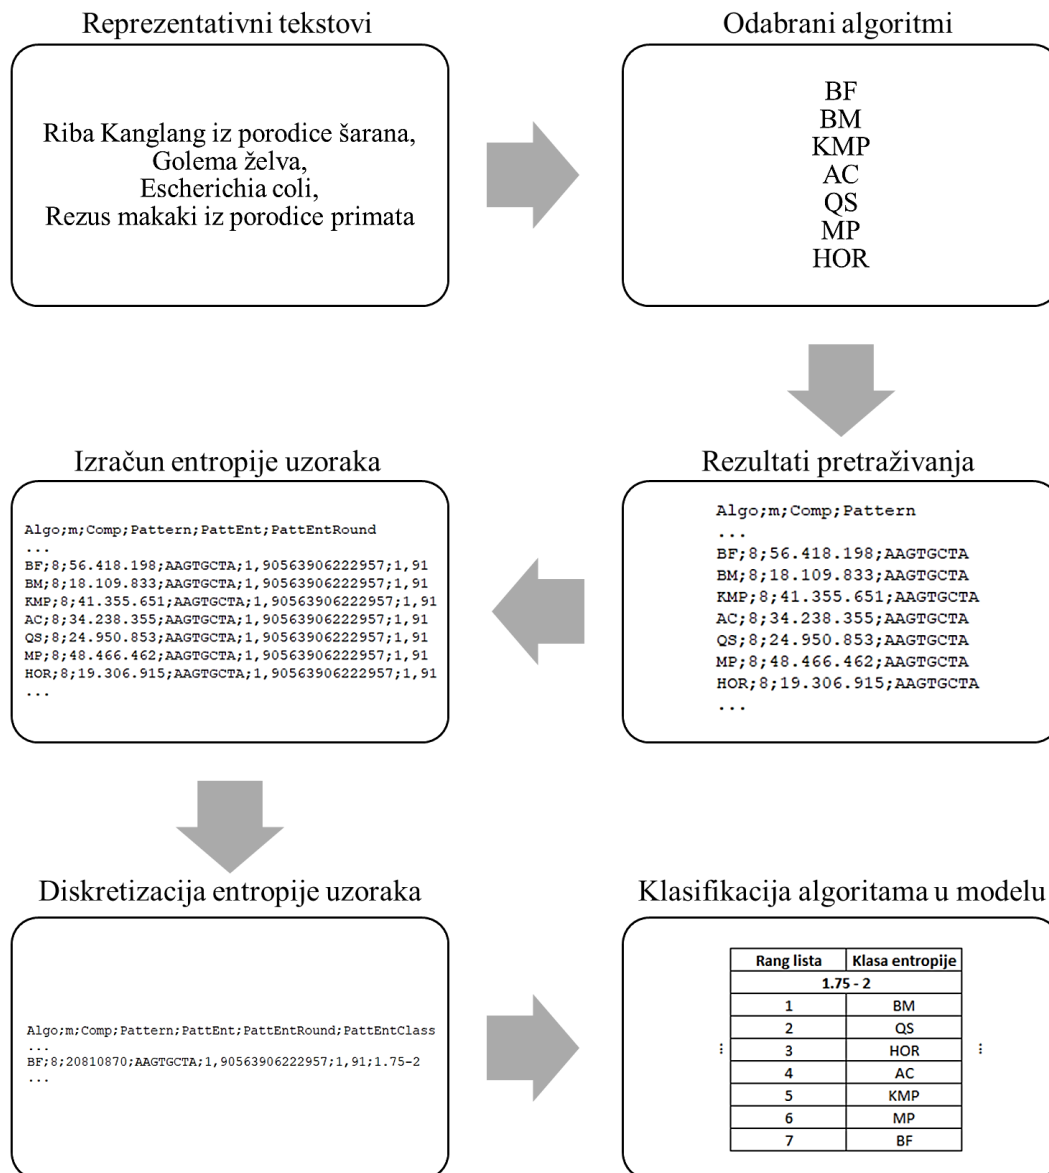 Reprezentativni tekstovi
Riba Kanglang iz porodice šarana,
Golema želva,
Escherichia coli,
Rezus makaki iz porodice primata
Odabrani algoritmi
BF
BM
KMP
AC
QS
MP
HOR
Rezultati pretraživanja
Algo;m;Comp;Pattern
...
BF;8;56.418.198;AAGTGCTA
BM;8;18.109.833;AAGTGCTA
KMP;8;41.355.651;AAGTGCTA
AC;8;34.238.355;AAGTGCTA
QS;8;24.950.853;AAGTGCTA
MP;8;48.466.462;AAGTGCTA
HOR;8;19.306.915;AAGTGCTA
...
Izračun entropije uzoraka
Algo;m;Comp;Pattern;PattEnt;PattEntRound
...
BF;8;56.418.198;AAGTGCTA;1,90563906222957;1,91
BM;8;18.109.833;AAGTGCTA;1,90563906222957;1,91
KMP;8;41.355.651;AAGTGCTA;1,90563906222957;1,91
AC;8;34.238.355;AAGTGCTA;1,90563906222957;1,91
QS;8;24.950.853;AAGTGCTA;1,90563906222957;1,91
MP;8;48.466.462;AAGTGCTA;1,90563906222957;1,91
HOR;8;19.306.915;AAGTGCTA;1,90563906222957;1,91
...
Diskretizacija entropije uzoraka
Algo;m;Comp;Pattern;PattEnt;PattEntRound;PattEntClass
...
BF;8;20810870;AAGTGCTA;1,90563906222957;1,91;1.75-2
...
Klasifikacija algoritama u modelu
Rang lista Klasa entropije
1.75 - 2
1 BM
2 QS
3 HOR
4 AC
5 KMP
6 MP
7 BF